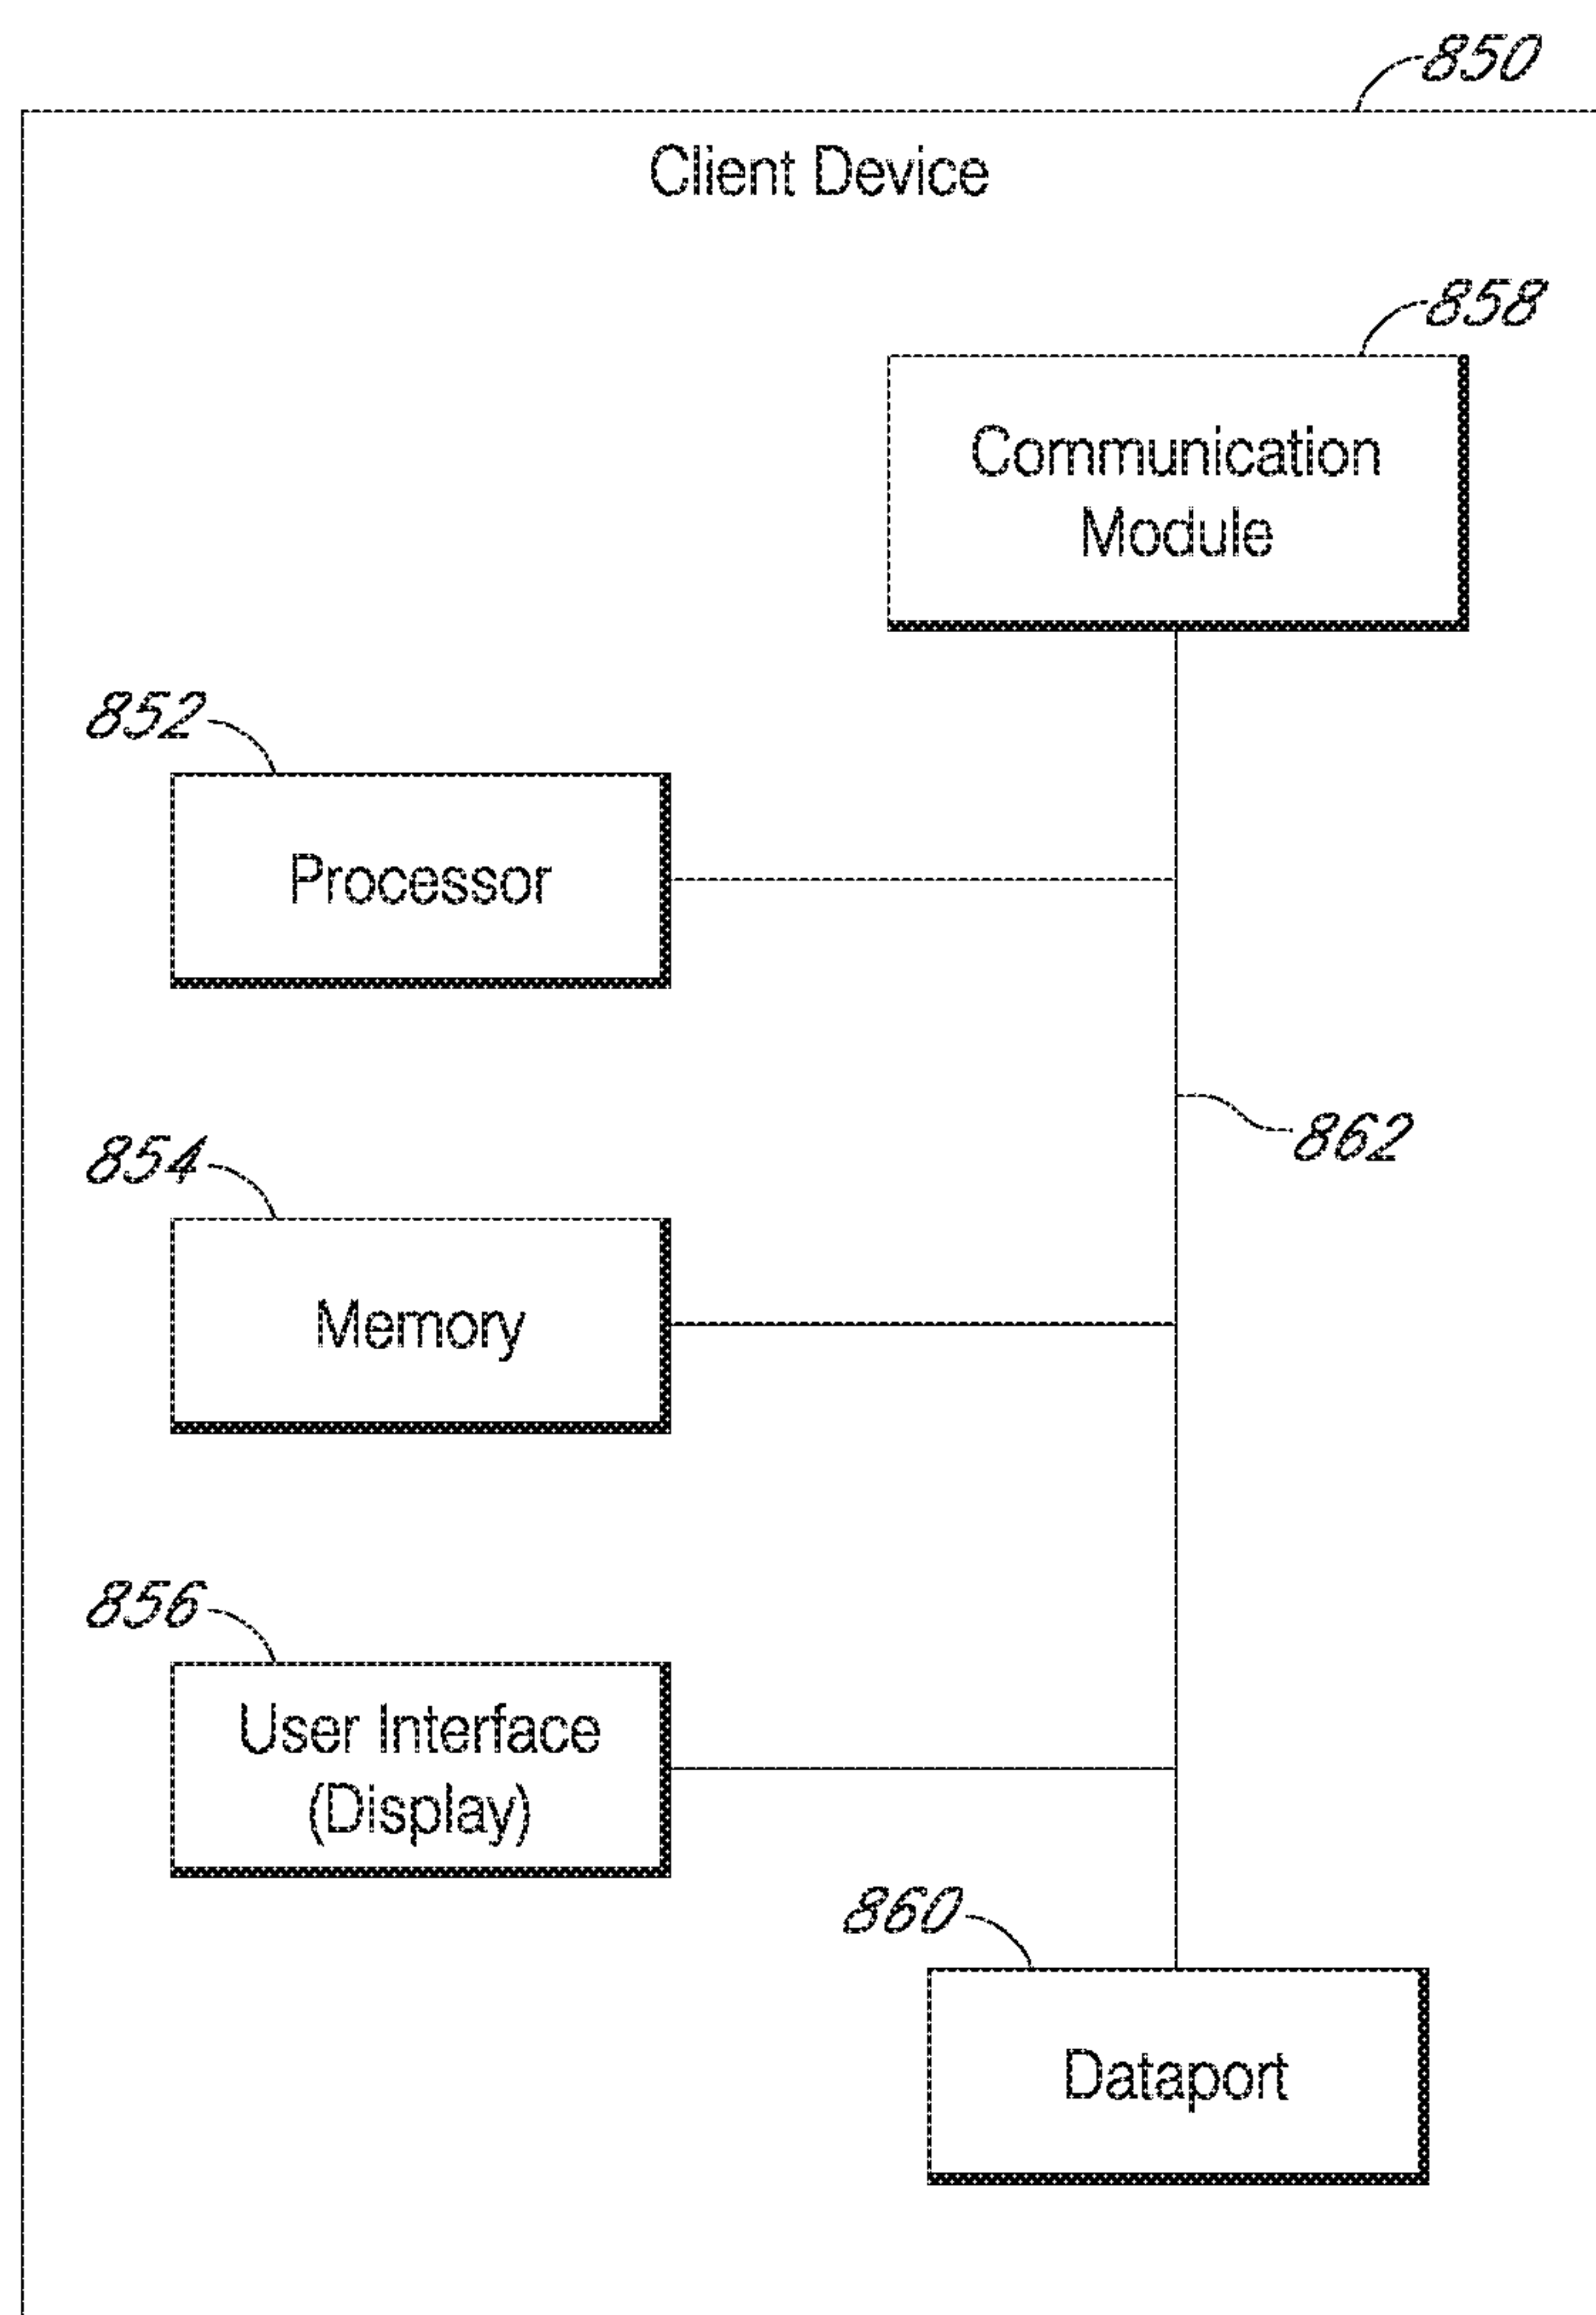 850
Client Device
858
Communication
Module
852
Processor
862
854
Memory
856
User Interface
(Display)
860
Dataport